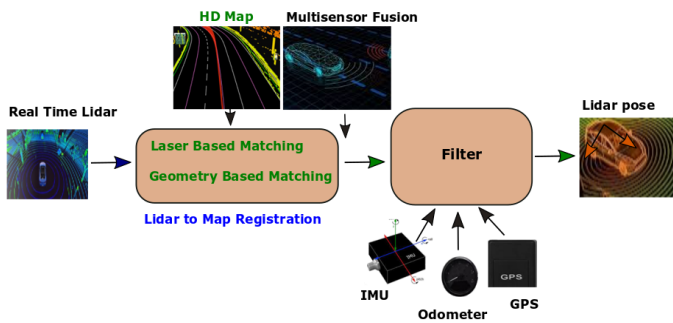 HD Map
Multisensor Fusion
Real Time Lidar
Lidar pose
Laser Based Matching
Geometry Based Matching
Filter
Lidar to Map Registration
IMU
GPS
IMU
GPS
Odometer